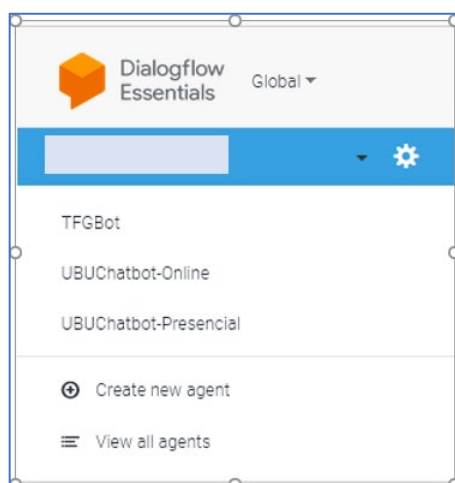 Dialogflow
Essentials
Global
TFGBot
UBUChatbot-Online
UBUChatbot-Presencial
Create new agent
View all agents